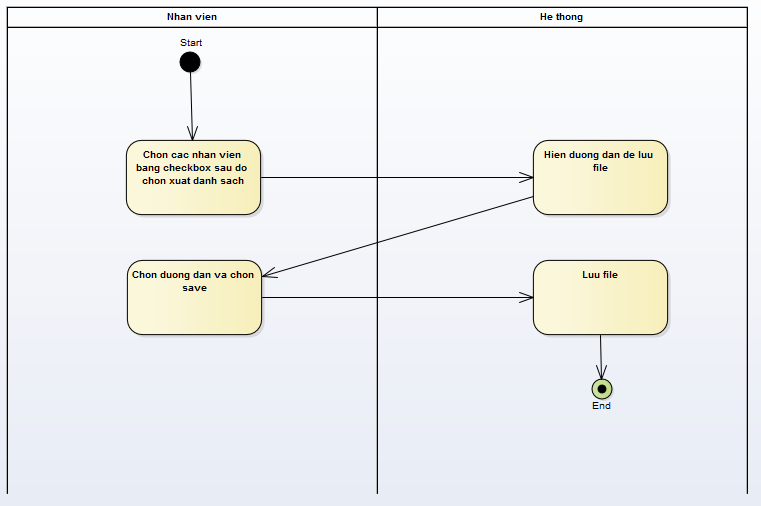 Nhan vien
He thong
Start
Chon cac nhan vien
bang checkbox sau do
chon xuat danh sach
Hien duong dan de luu
file
Chon duong dan va chon
save
Luu file
End